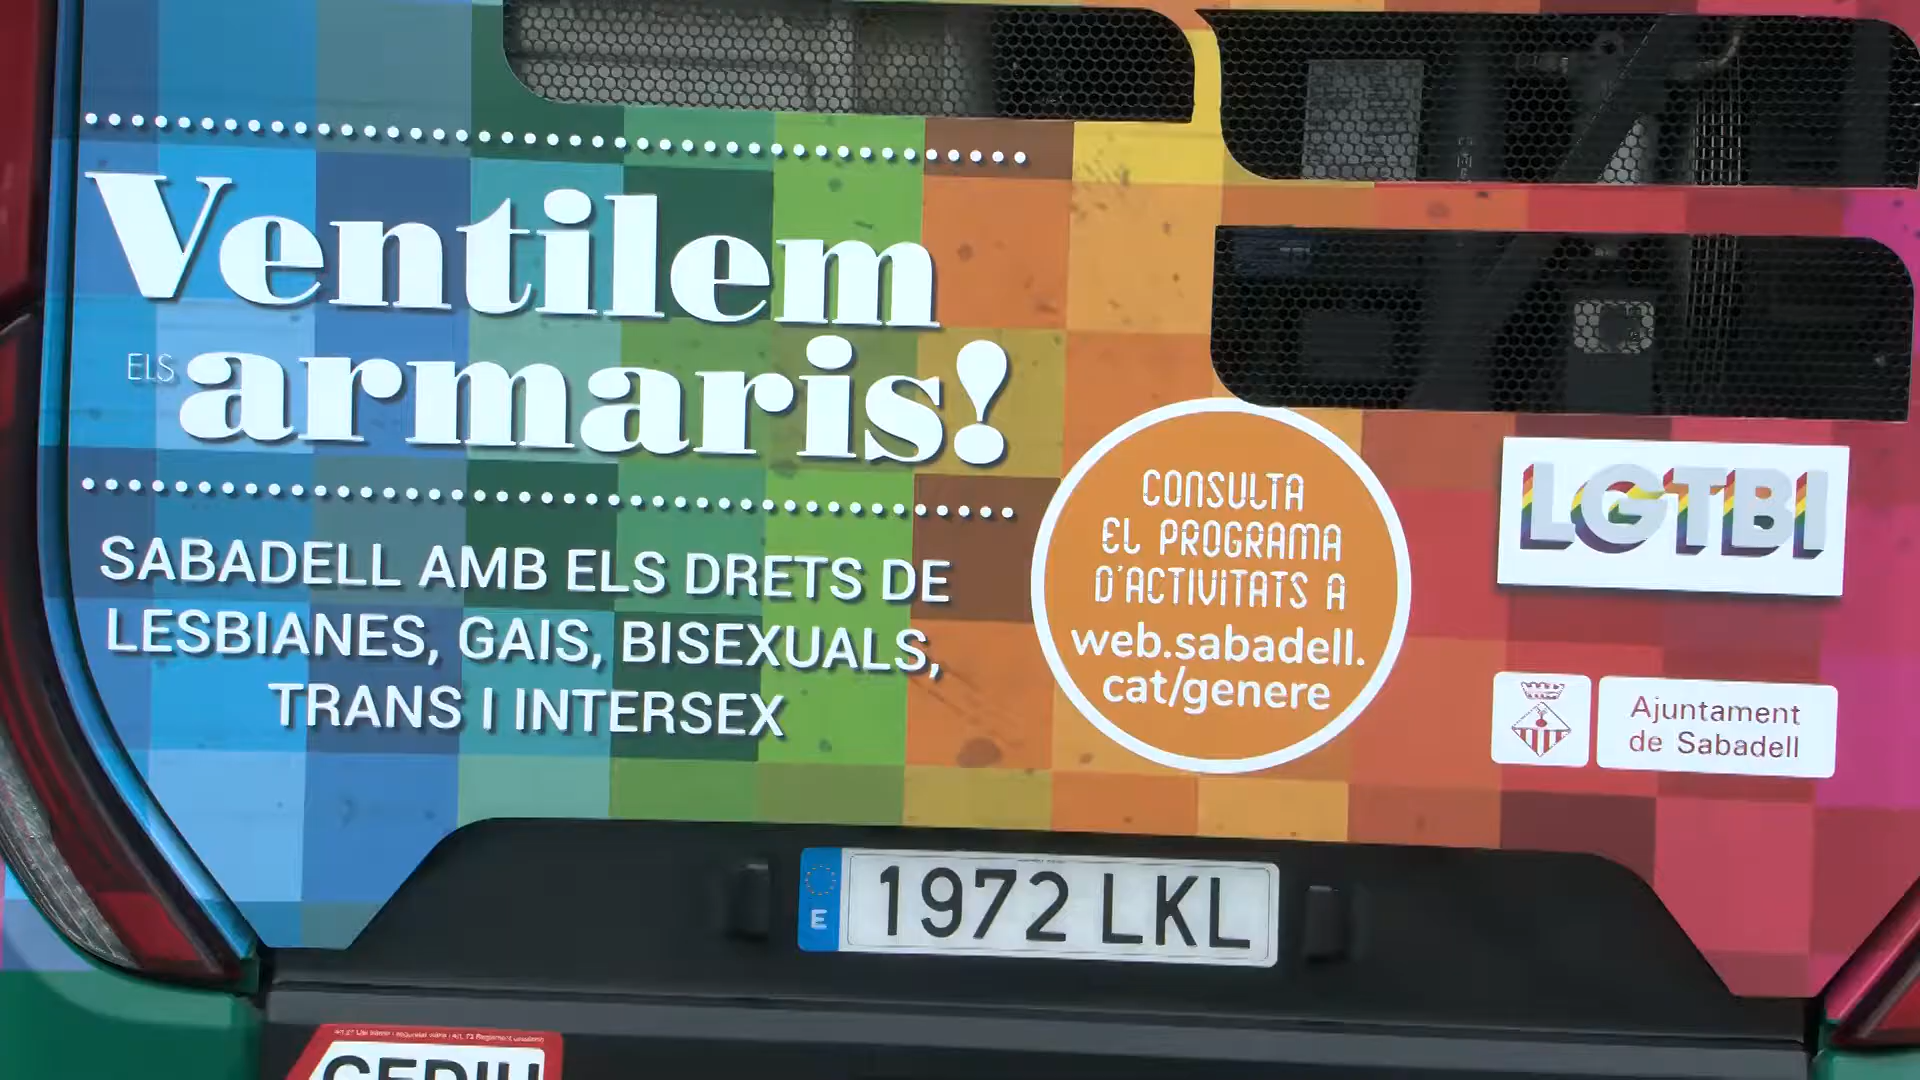 Ventilem
ELS armaris!
SABADELL AMB ELS DRETS DE
LESBIANES, GAIS, BISEXUALS,
TRANS I INTERSEX
CONSULTA
EL PROGRAMA
D'ACTIVITATS A
web.sabadell.
cat/genere
LGTBI
Ajuntament
de Sabadell
E
1972 LKL